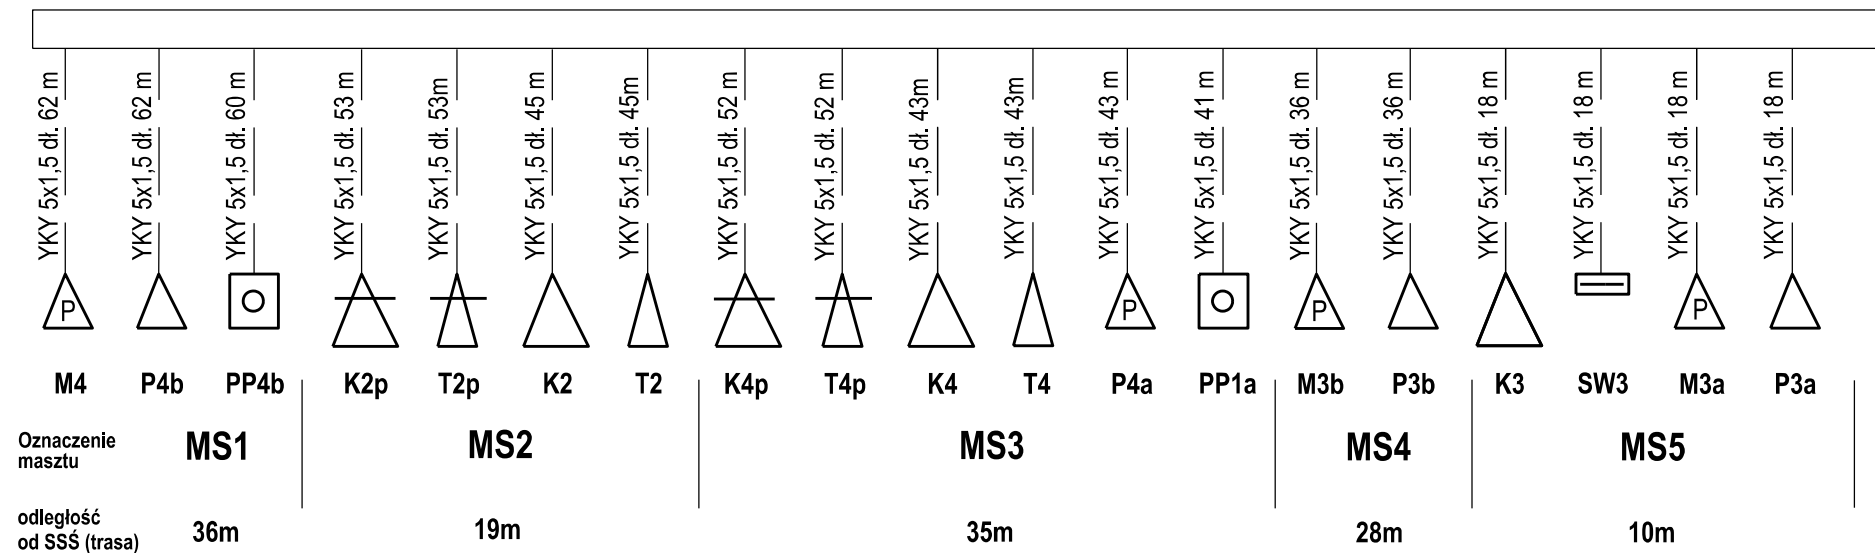 YKY 5x1,5 dł. 62 m
YKY 5x1,5 dł. 62 m
YKY 5x1,5 dł. 60 m
YKY 5x1,5 dł. 53 m
YKY 5x1,5 dł. 53m
YKY 5x1,5 dł. 45 m
YKY 5x1,5 dł. 45m
YKY 5x1,5 dł. 52 m
YKY 5x1,5 dł. 52 m
YKY 5x1,5 dł. 43m
YKY 5x1,5 dł. 43m
YKY 5x1,5 dł. 43 m
YKY 5x1,5 dł. 41 m
YKY 5x1,5 dł. 36 m
YKY 5x1,5 dł. 36 m
YKY 5x1,5 dł. 18 m
YKY 5x1,5 dł. 18 m
YKY 5x1,5 dł. 18 m
YKY 5x1,5 dł. 18 m
P P P P
M4 P4b PP4b K2p T2p K2 T2 K4p T4p K4 T4 P4a PP1a M3b P3b K3 SW3 M3a P3a
Oznaczenie
masztu
MS1 MS2 MS3 MS4 MS5
odległość
od SSŚ (trasa)
36m 19m 35m 28m 10m